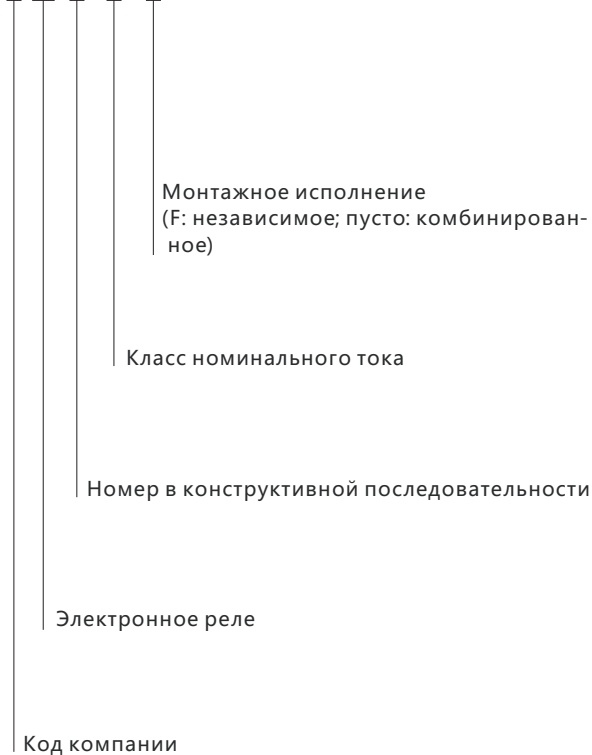 Монтажное исполнение
(F: независимое; пусто: комбинирован-
ное)
Класс номинального тока
Номер в конструктивной последовательности
Электронное реле
Код компании